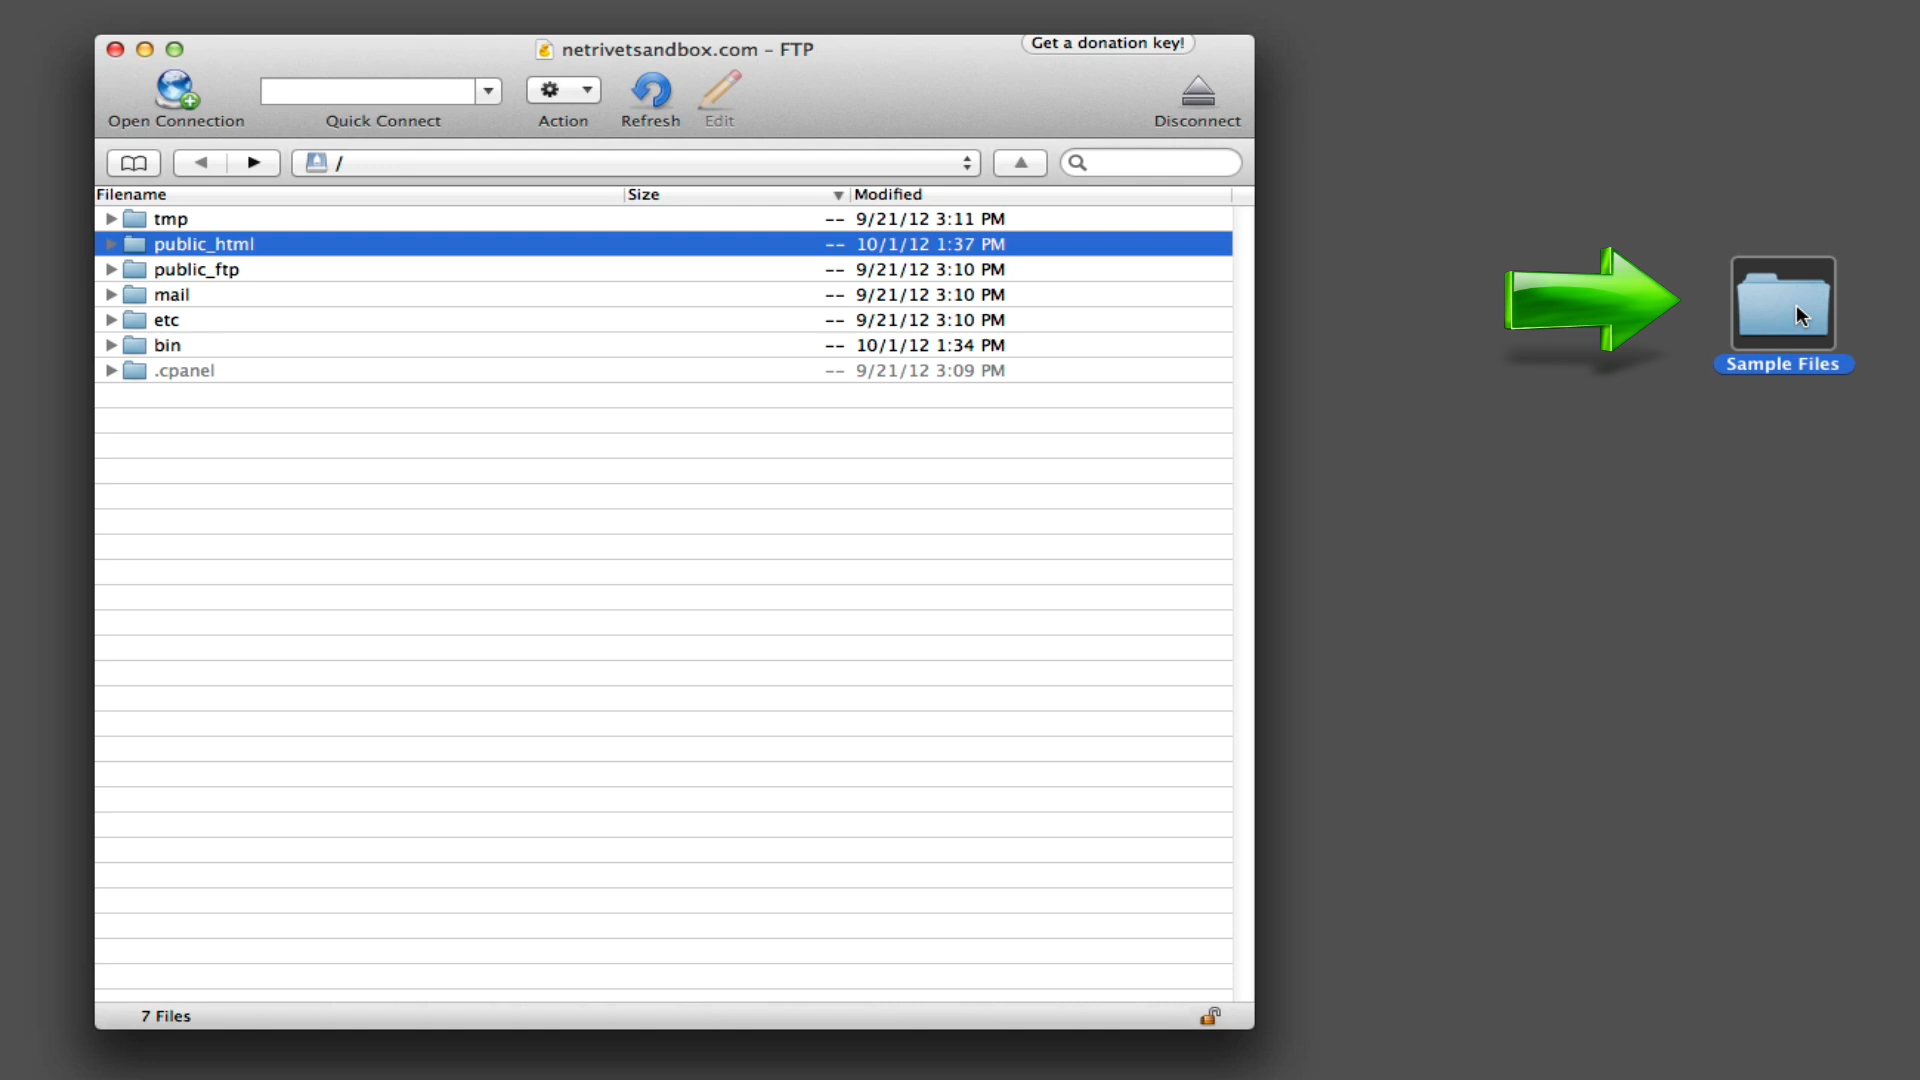 netrivetsandbox.com – FTP
Get a donation key!
Open Connection
Quick Connect
Action
Refresh
Edit
Disconnect
/
Filename Size Modified
tmp -- 9/21/12 3:11 PM
public_html -- 10/1/12 1:37 PM
public_ftp -- 9/21/12 3:10 PM
mail -- 9/21/12 3:10 PM
etc -- 9/21/12 3:10 PM
bin -- 10/1/12 1:34 PM
.cpanel -- 9/21/12 3:09 PM
Sample Files
7 Files